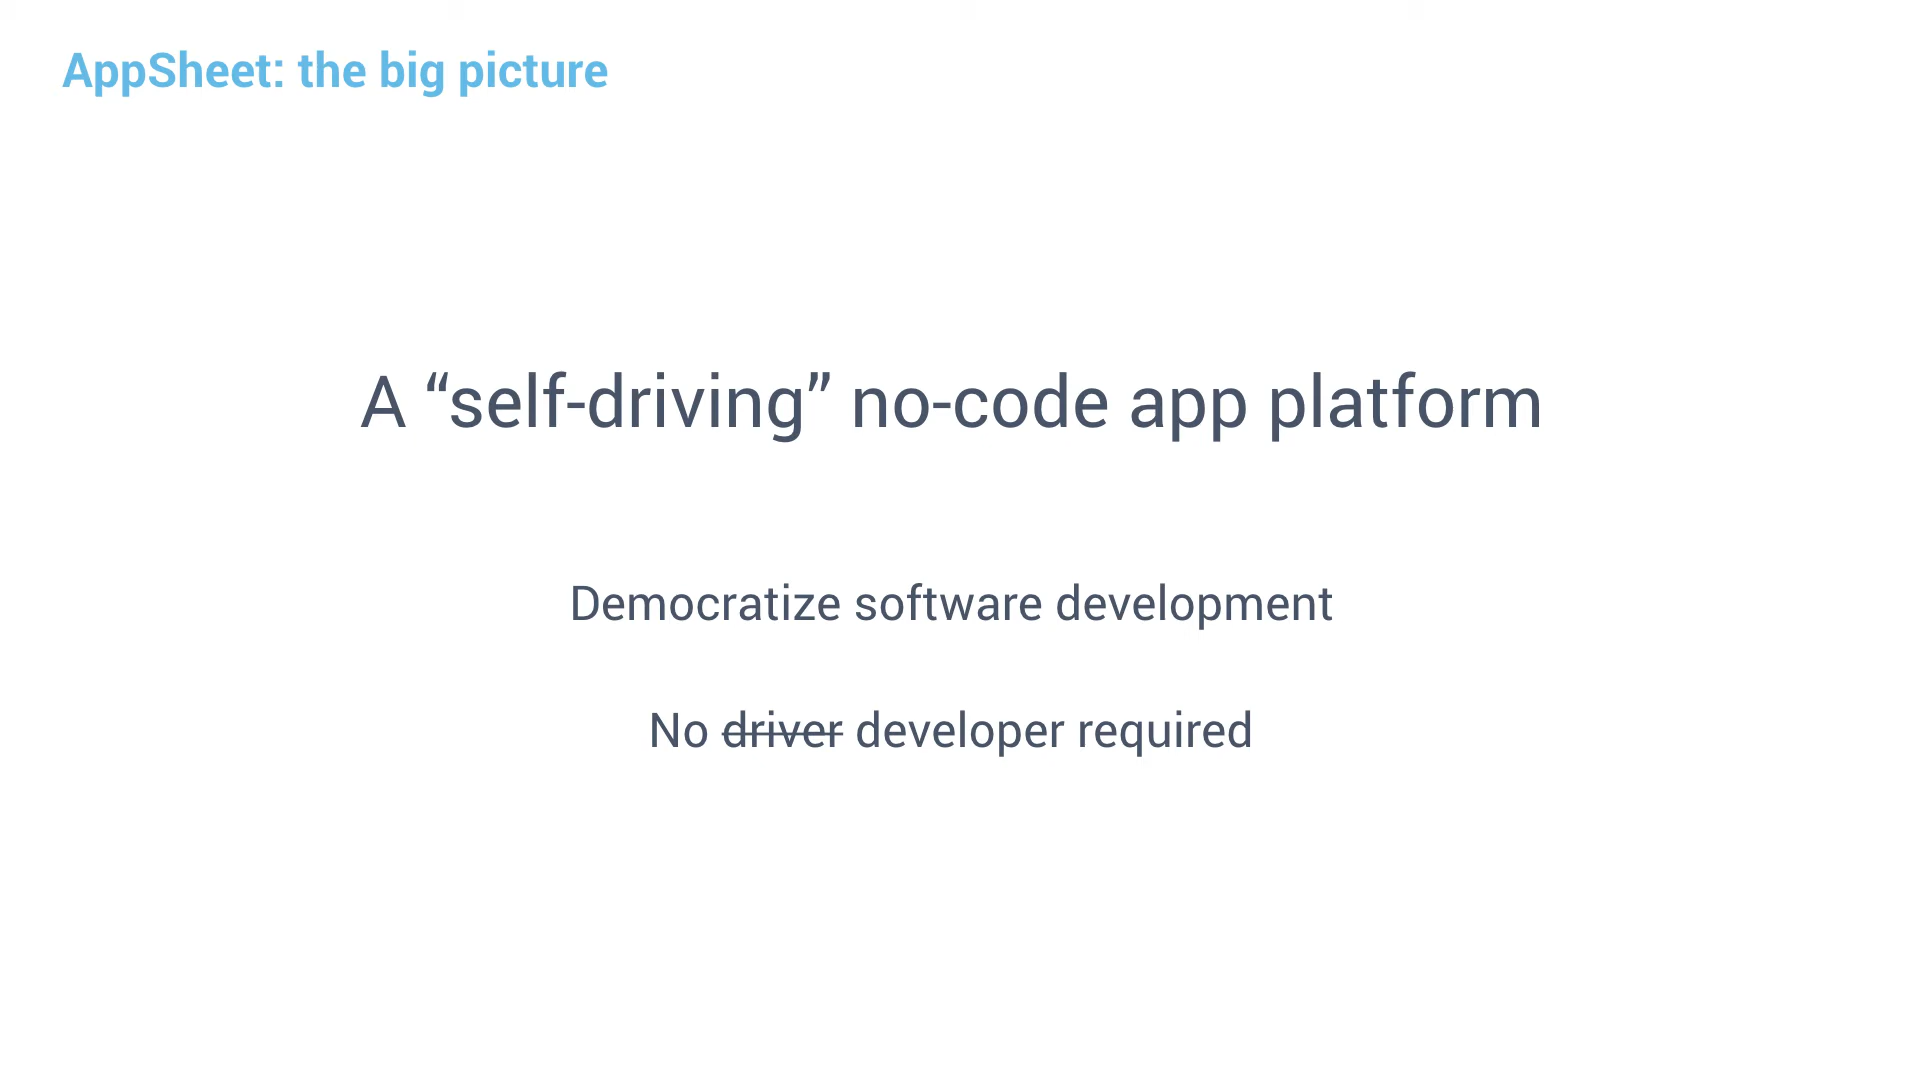 AppSheet: the big picture
A “self-driving” no-code app platform
Democratize software development
No driver developer required